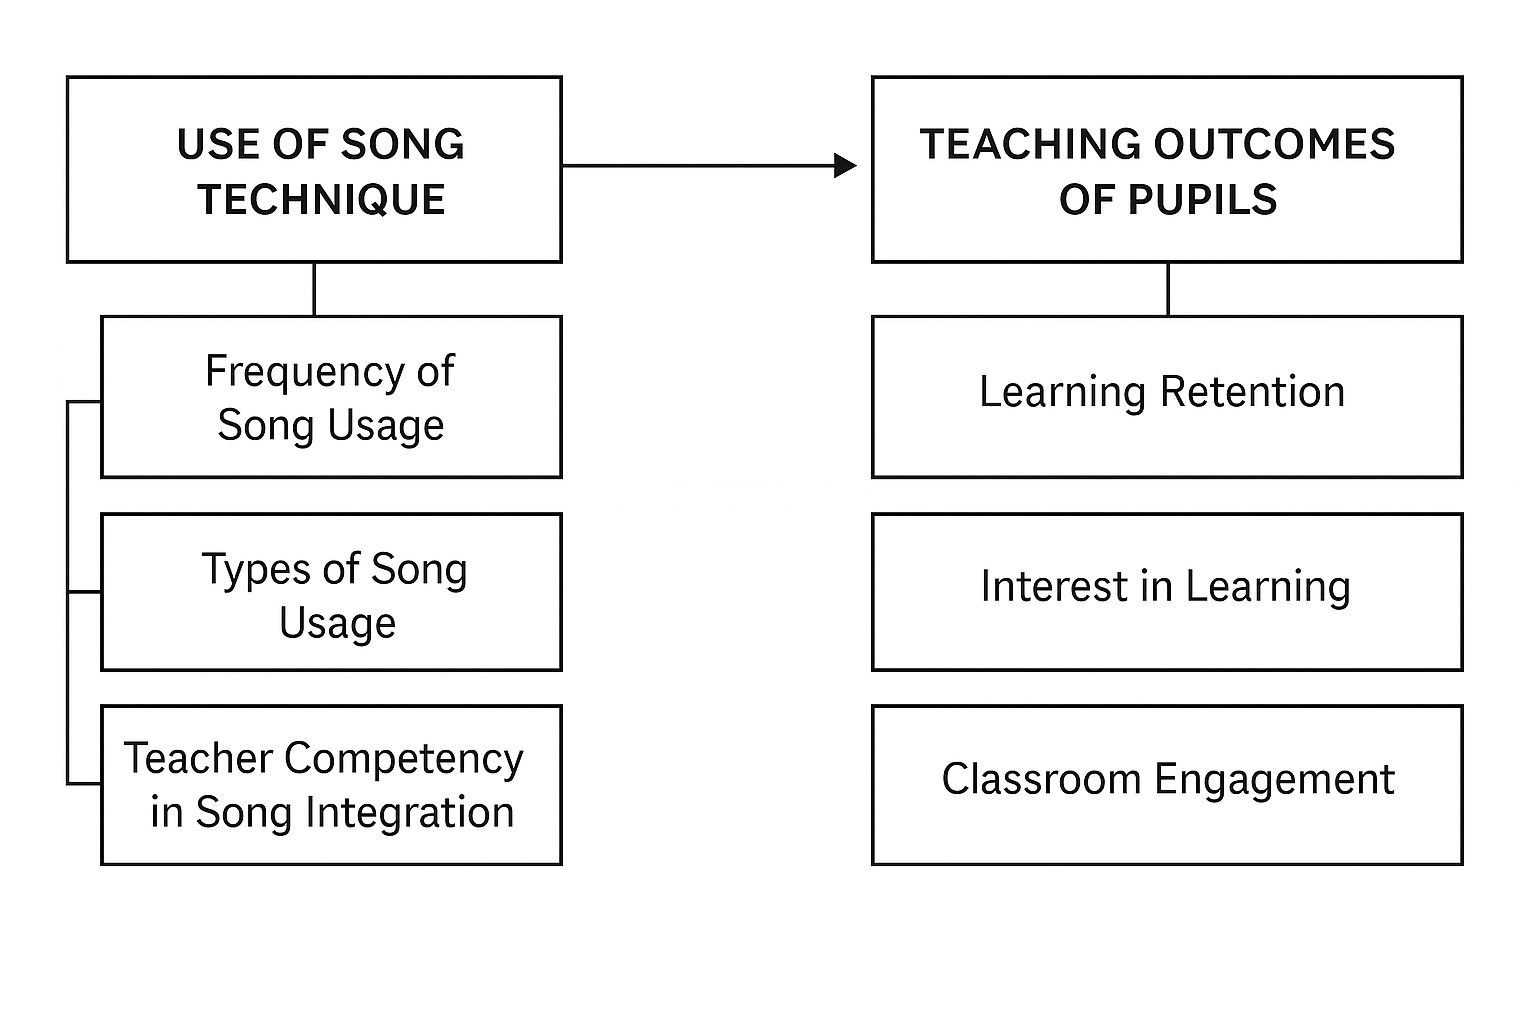 USE OF SONG
TECHNIQUE
TEACHING OUTCOMES
OF PUPILS
Frequency of
Song Usage
Types of Song
Usage
Teacher Competency
in Song Integration
Learning Retention
Interest in Learning
Classroom Engagement